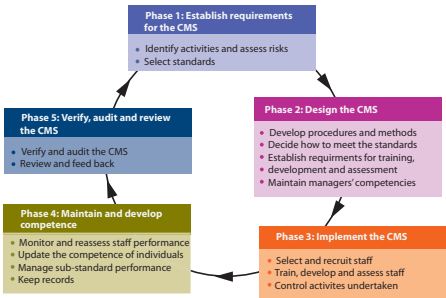 Phase 1: Establish requirements
for the CMS
• Identify activities and assess risks
• Select standards
Phase 2: Design the CMS
• Develop procedures and methods
• Decide how to meet the standards
• Establish requirments for training,
• development and assessment
• Maintain managers' competencies
Phase 3: Implement the CMS
• Select and recruit staff
• Train, develop and assess staff
• Control activites undertaken
Phase 4: Maintain and develop
competence
• Monitor and reassess staff performance
• Update the competence of individuals
• Manage sub-standard performance
• Keep records
Phase 5: Verify, audit and review
the CMS
• Verify and audit the CMS
• Review and feed back